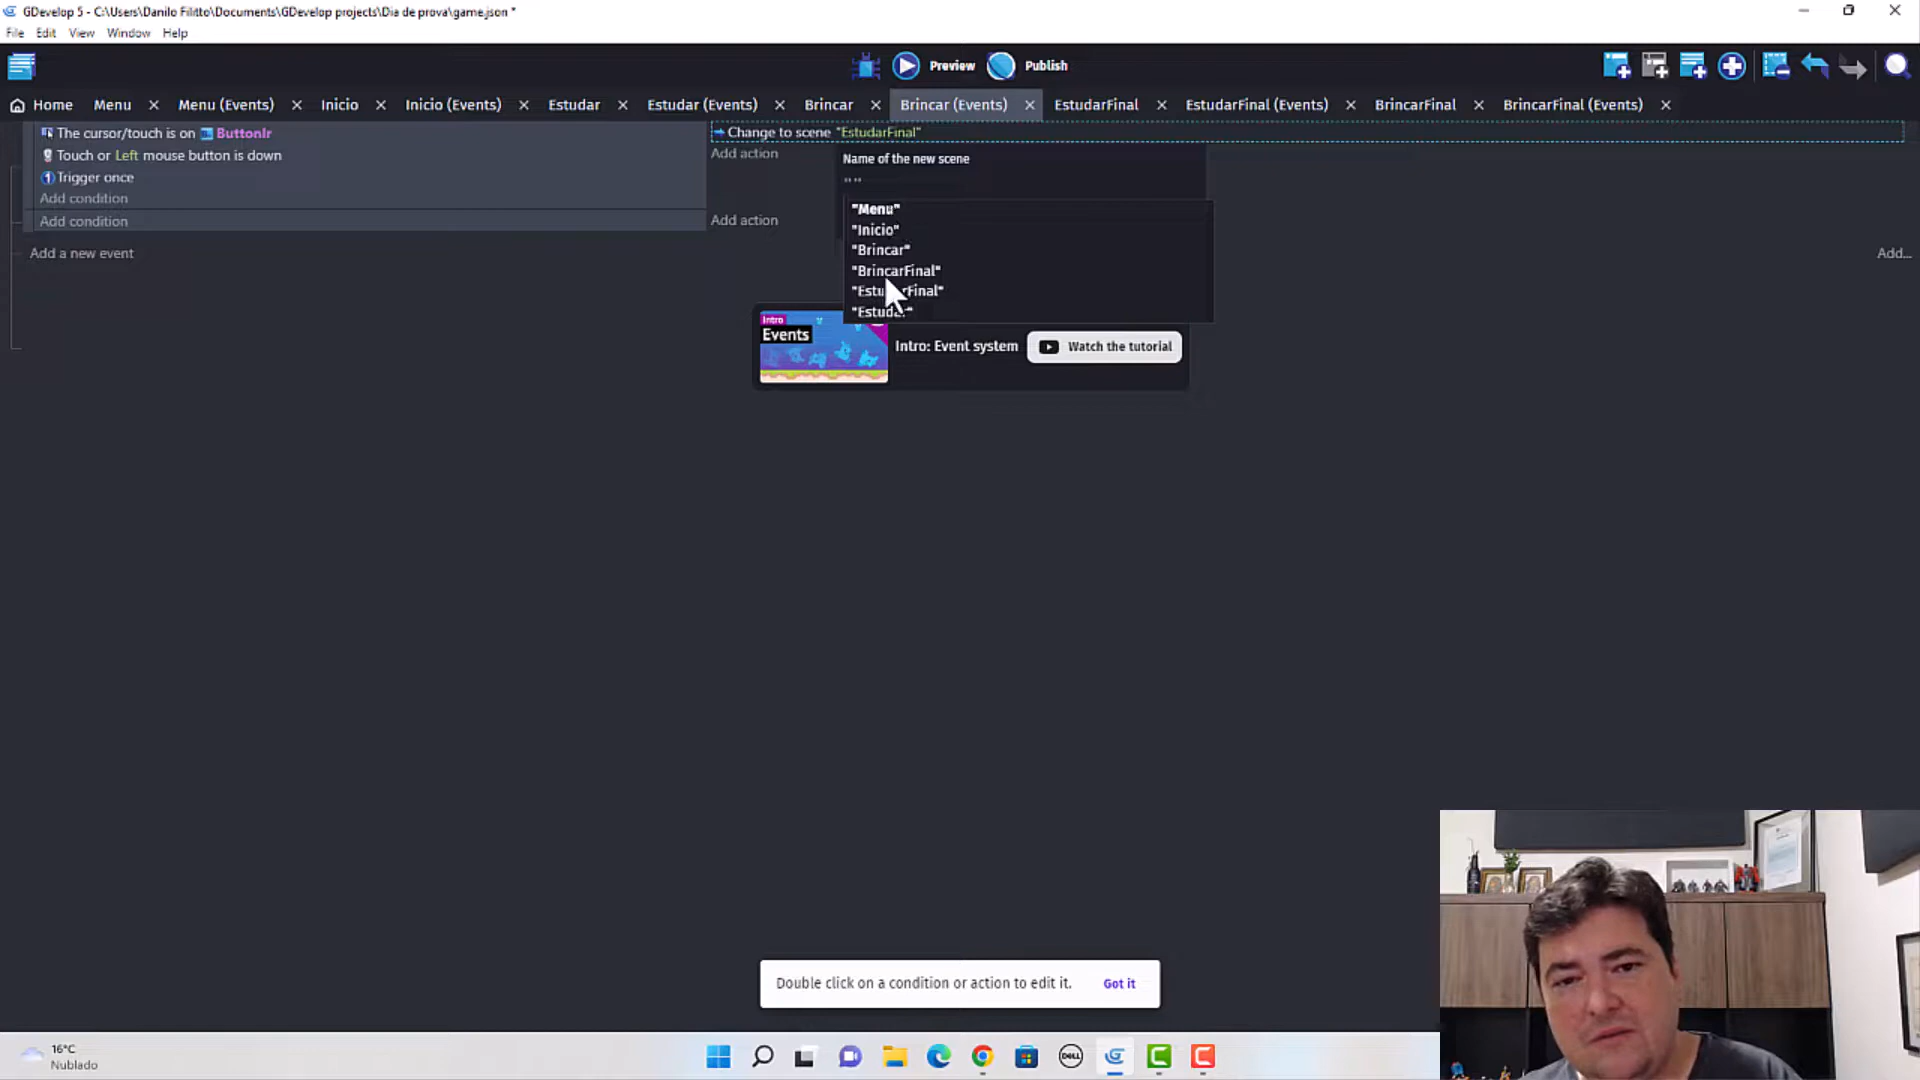 GDevelop 5 - C:\Users\Danilo Filitto\Documents\GDevelop projects\Dia de prova\game.json *
File Edit View Window Help
Preview Publish
Home Menu Menu (Events) Inicio Inicio (Events) Estudar Estudar (Events) Brincar Brincar (Events) EstudarFinal EstudarFinal (Events) BrincarFinal BrincarFinal (Events)
The cursor/touch is on ButtonIr
Touch or Left mouse button is down
Trigger once
Add condition
Add condition
Add a new event
Change to scene "EstudarFinal"
Add action
Add action
Add...
Name of the new scene
""
"Menu"
"Inicio"
"Brincar"
"BrincarFinal"
"EstudarFinal"
"Estudar"
Intro
Events
Intro: Event system
Watch the tutorial
Double click on a condition or action to edit it. Got it
16°C
Nublado
DELL